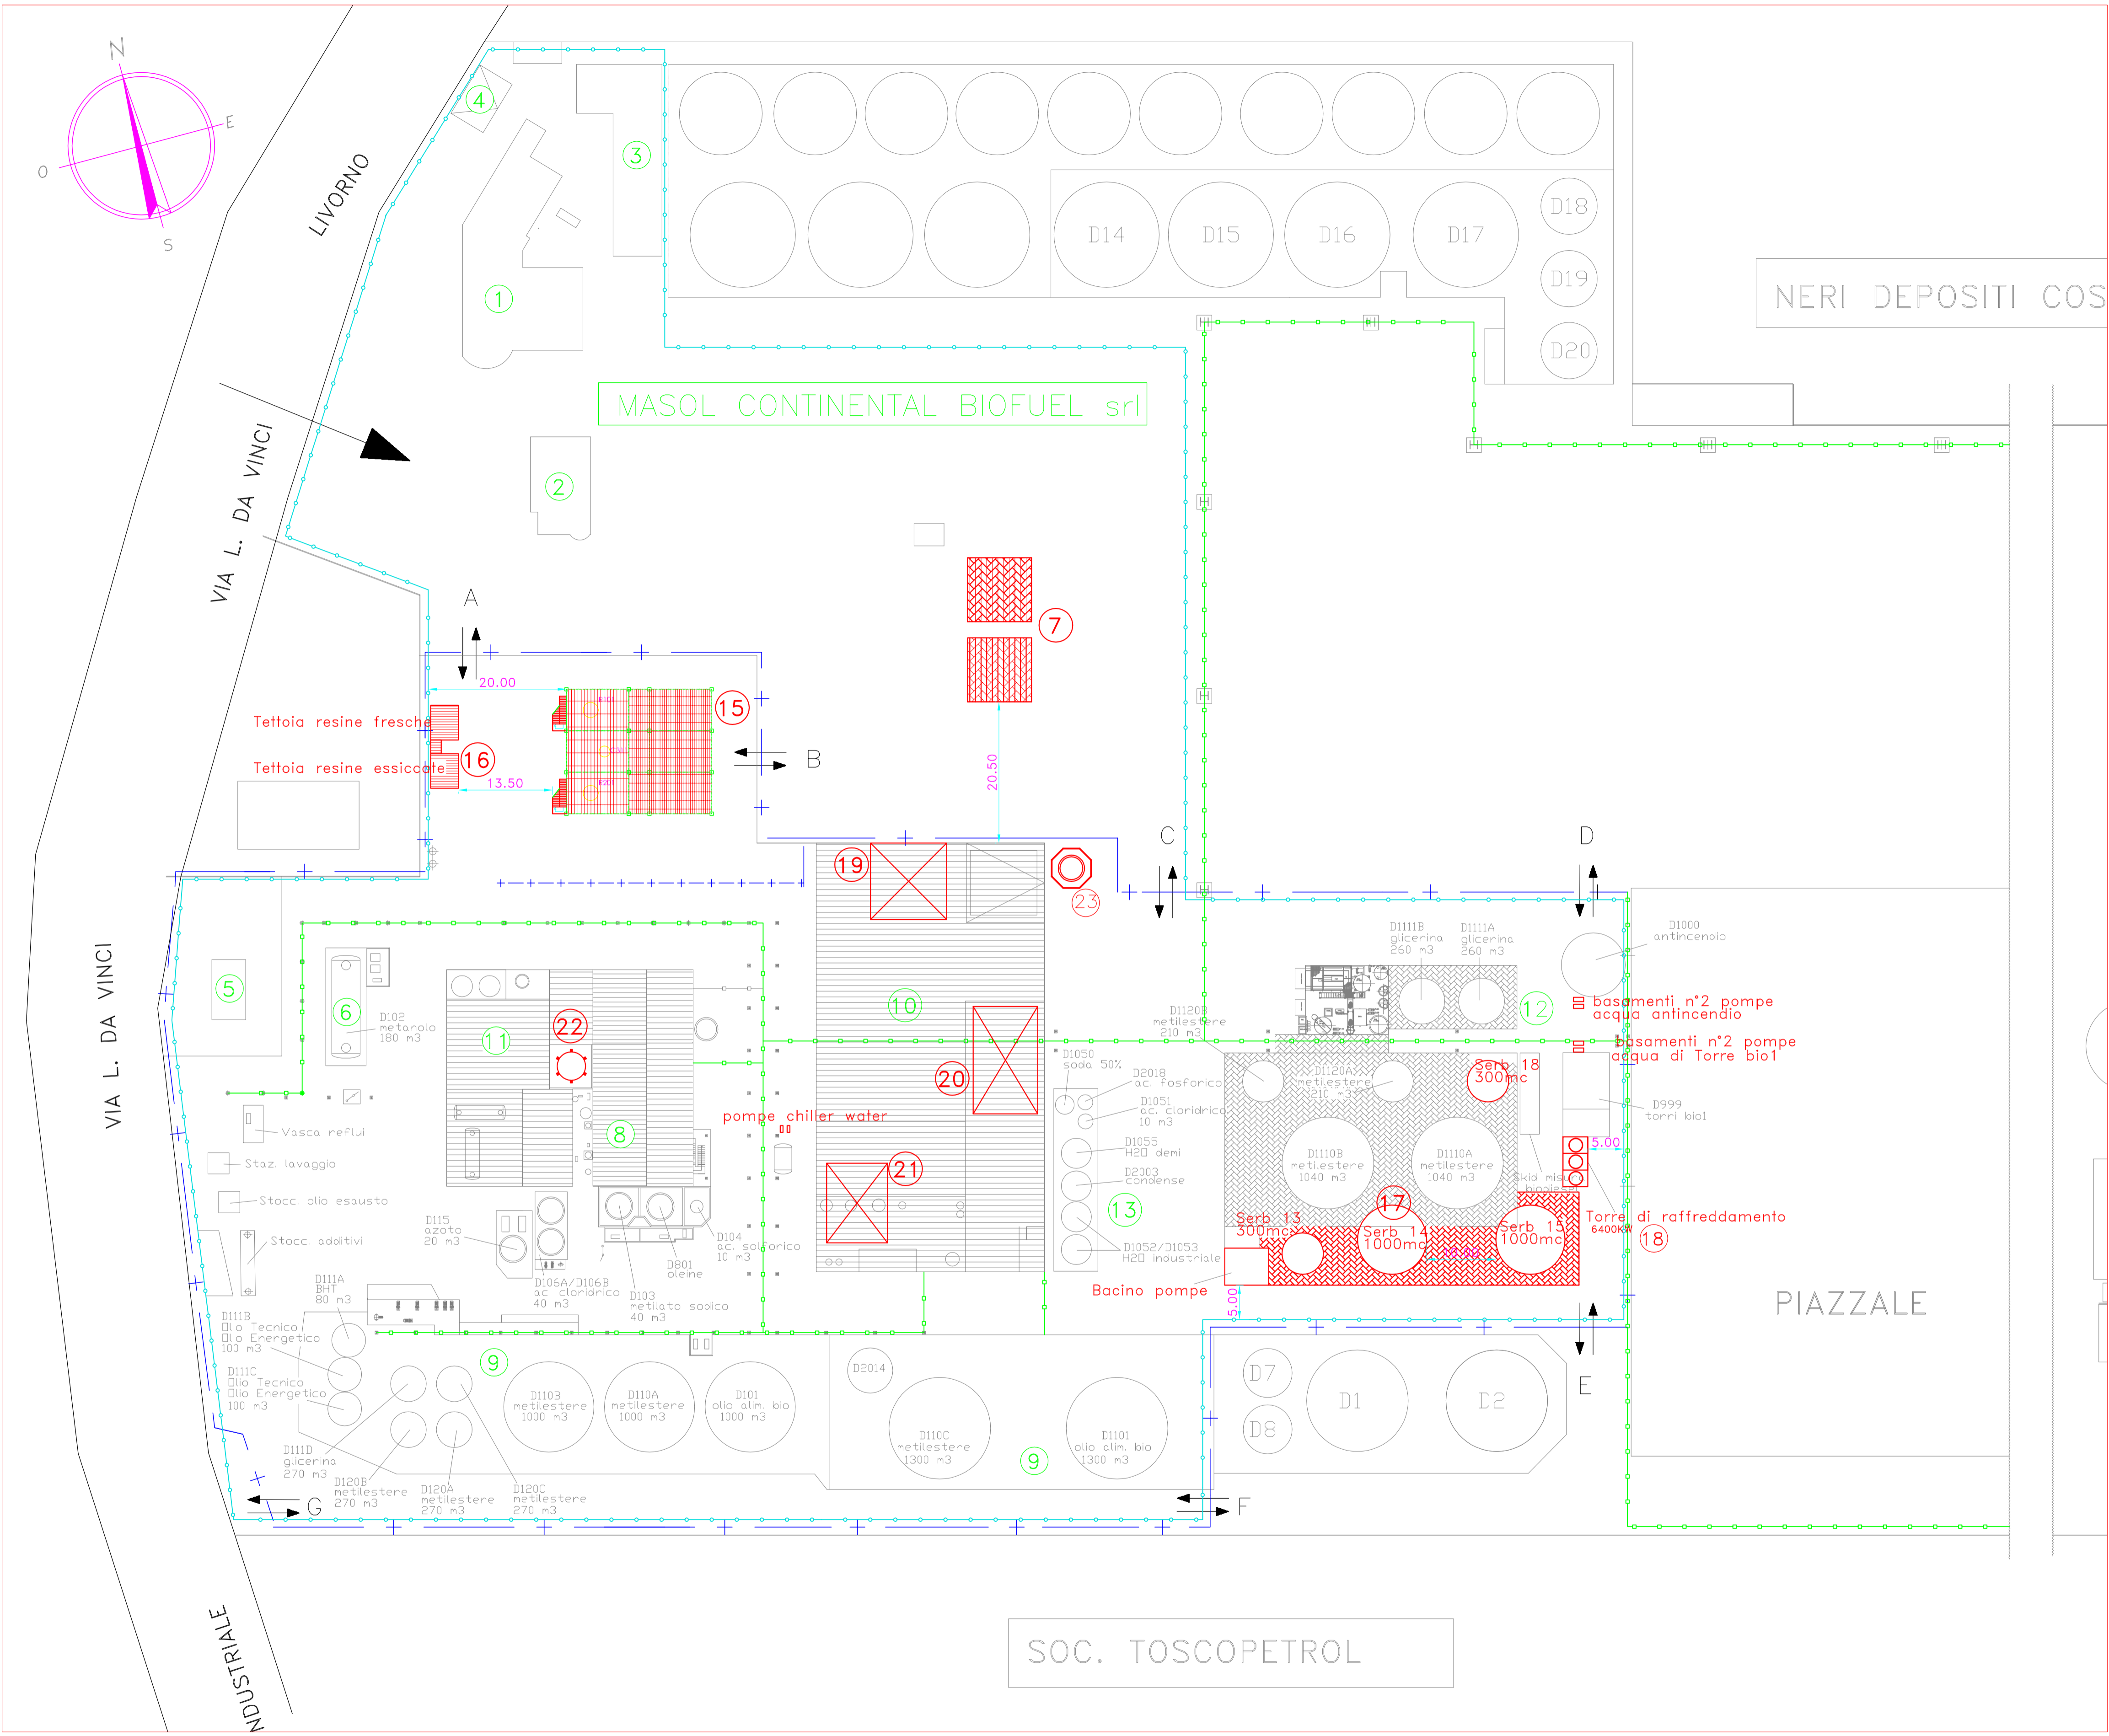 N
E
O
S
LIVORNO
VIA L. DA VINCI
VIA L. DA VINCI
NDUSTRIALE
4
3
1
2
D14
D15
D16
D17
D18
D19
D20
NERI DEPOSITI COS
MASOL CONTINENTAL BIOFUEL srl
7
A
20.00
15
Tettoia resine fresche
16
Tettoia resine essiccate
13.50
B
20.50
C
D
19
23
5
6
D102
metanolo
180 m3
11
22
10
20
21
8
pompe chiller water
D1111B
glicerina
260 m3
D1111A
glicerina
260 m3
D1000
antincendio
12
basamenti n°2 pompe
acqua antincendio
basamenti n°2 pompe
acqua di Torre bio1
D1120B
metilestere
210 m3
D1120A
metilestere
210 m3
Serb 18
300mc
D1050
soda 50%
D2018
ac. fosforico
D1051
ac. cloridrico
10 m3
D1055
H2O demi
D2003
condense
13
D1052/D1053
H2O industriale
D999
torri bio1
5.00
D1110B
metilestere
1040 m3
D1110A
metilestere
1040 m3
Skid misura
biodiesel
17
Serb 13
300mc
Serb 14
1000mc
Serb 15
1000mc
Torre di raffreddamento
6400KW
18
Bacino pompe
5.00
Vasca reflui
Staz. lavaggio
Stocc. olio esausto
Stocc. additivi
D115
azoto
20 m3
D106A/D106B
ac. cloridrico
40 m3
D103
metilato sodico
40 m3
D801
oleine
D104
ac. solforico
10 m3
D111A
BHT
80 m3
D111B
Olio Tecnico
Olio Energetico
100 m3
D111C
Olio Tecnico
Olio Energetico
100 m3
D111D
glicerina
270 m3
D120B
metilestere
270 m3
D120A
metilestere
270 m3
D120C
metilestere
270 m3
9
D110B
metilestere
1000 m3
D110A
metilestere
1000 m3
D101
olio alim. bio
1000 m3
D2014
D110C
metilestere
1300 m3
9
D1101
olio alim. bio
1300 m3
D7
D8
D1
D2
E
F
G
PIAZZALE
VIA L. DA VINCI
SOC. TOSCOPETROL